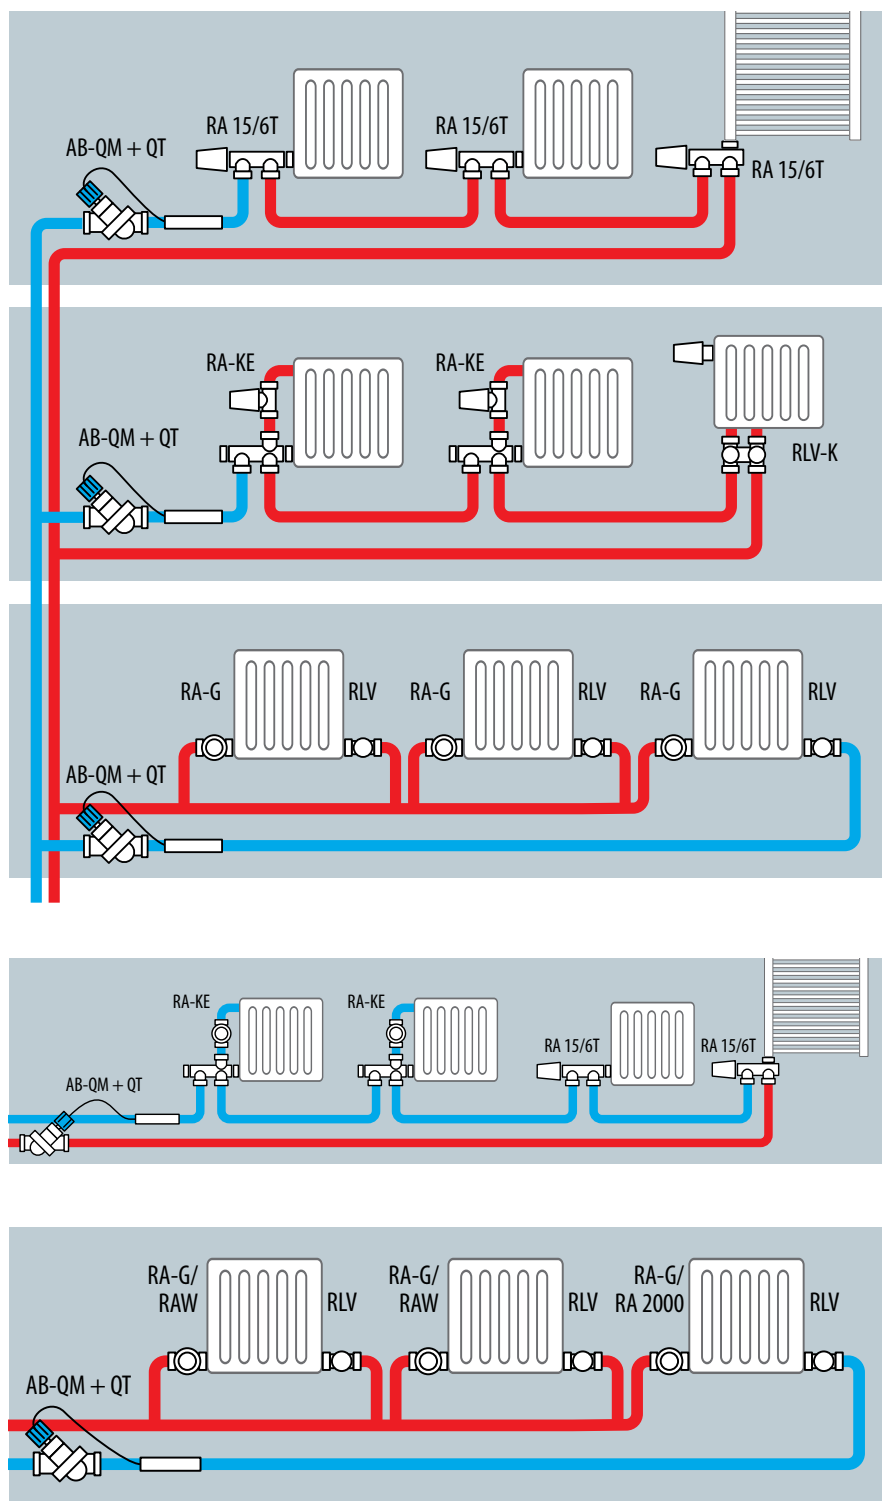 RA 15/6T
RA 15/6T
AB-QM + QT
RA 15/6T
RA-KE
RA-KE
AB-QM + QT
RLV-K
RA-G
RLV
RA-G
RLV
RA-G
RLV
AB-QM + QT
RA-KE
RA-KE
RA 15/6T
RA 15/6T
AB-QM + QT
RA-G/
RAW
RLV
RA-G/
RAW
RLV
RA-G/
RA 2000
RLV
AB-QM + QT